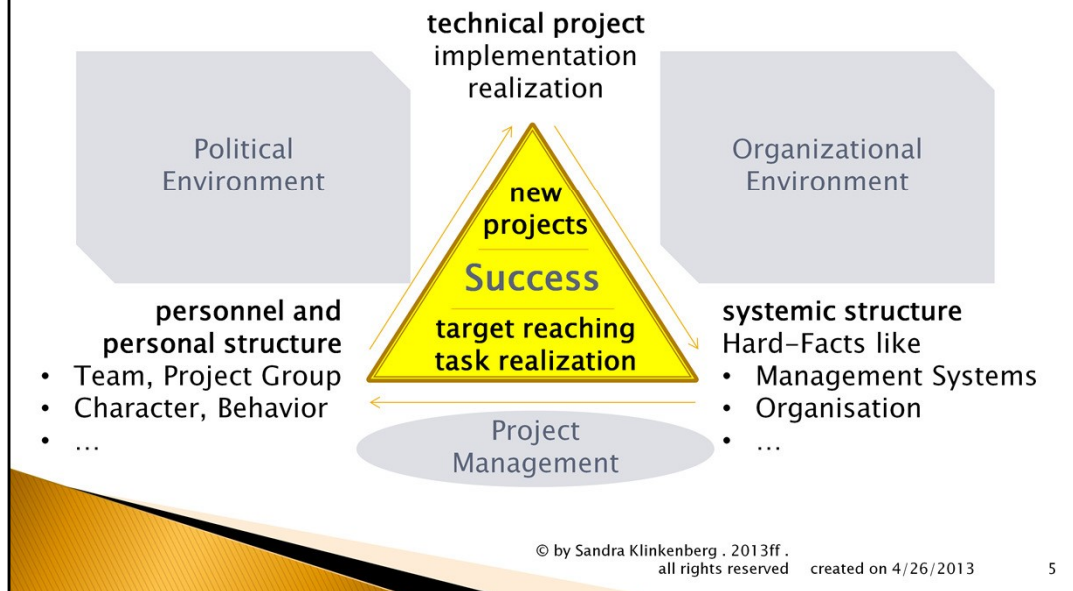 technical project
implementation
realization
Political
Environment
Organizational
Environment
new
projects
Success
target reaching
task realization
personnel and
personal structure
• Team, Project Group
• Character, Behavior
• …
systemic structure
Hard-Facts like
• Management Systems
• Organisation
• …
Project
Management
© by Sandra Klinkenberg . 2013ff .
all rights reserved created on 4/26/2013 5